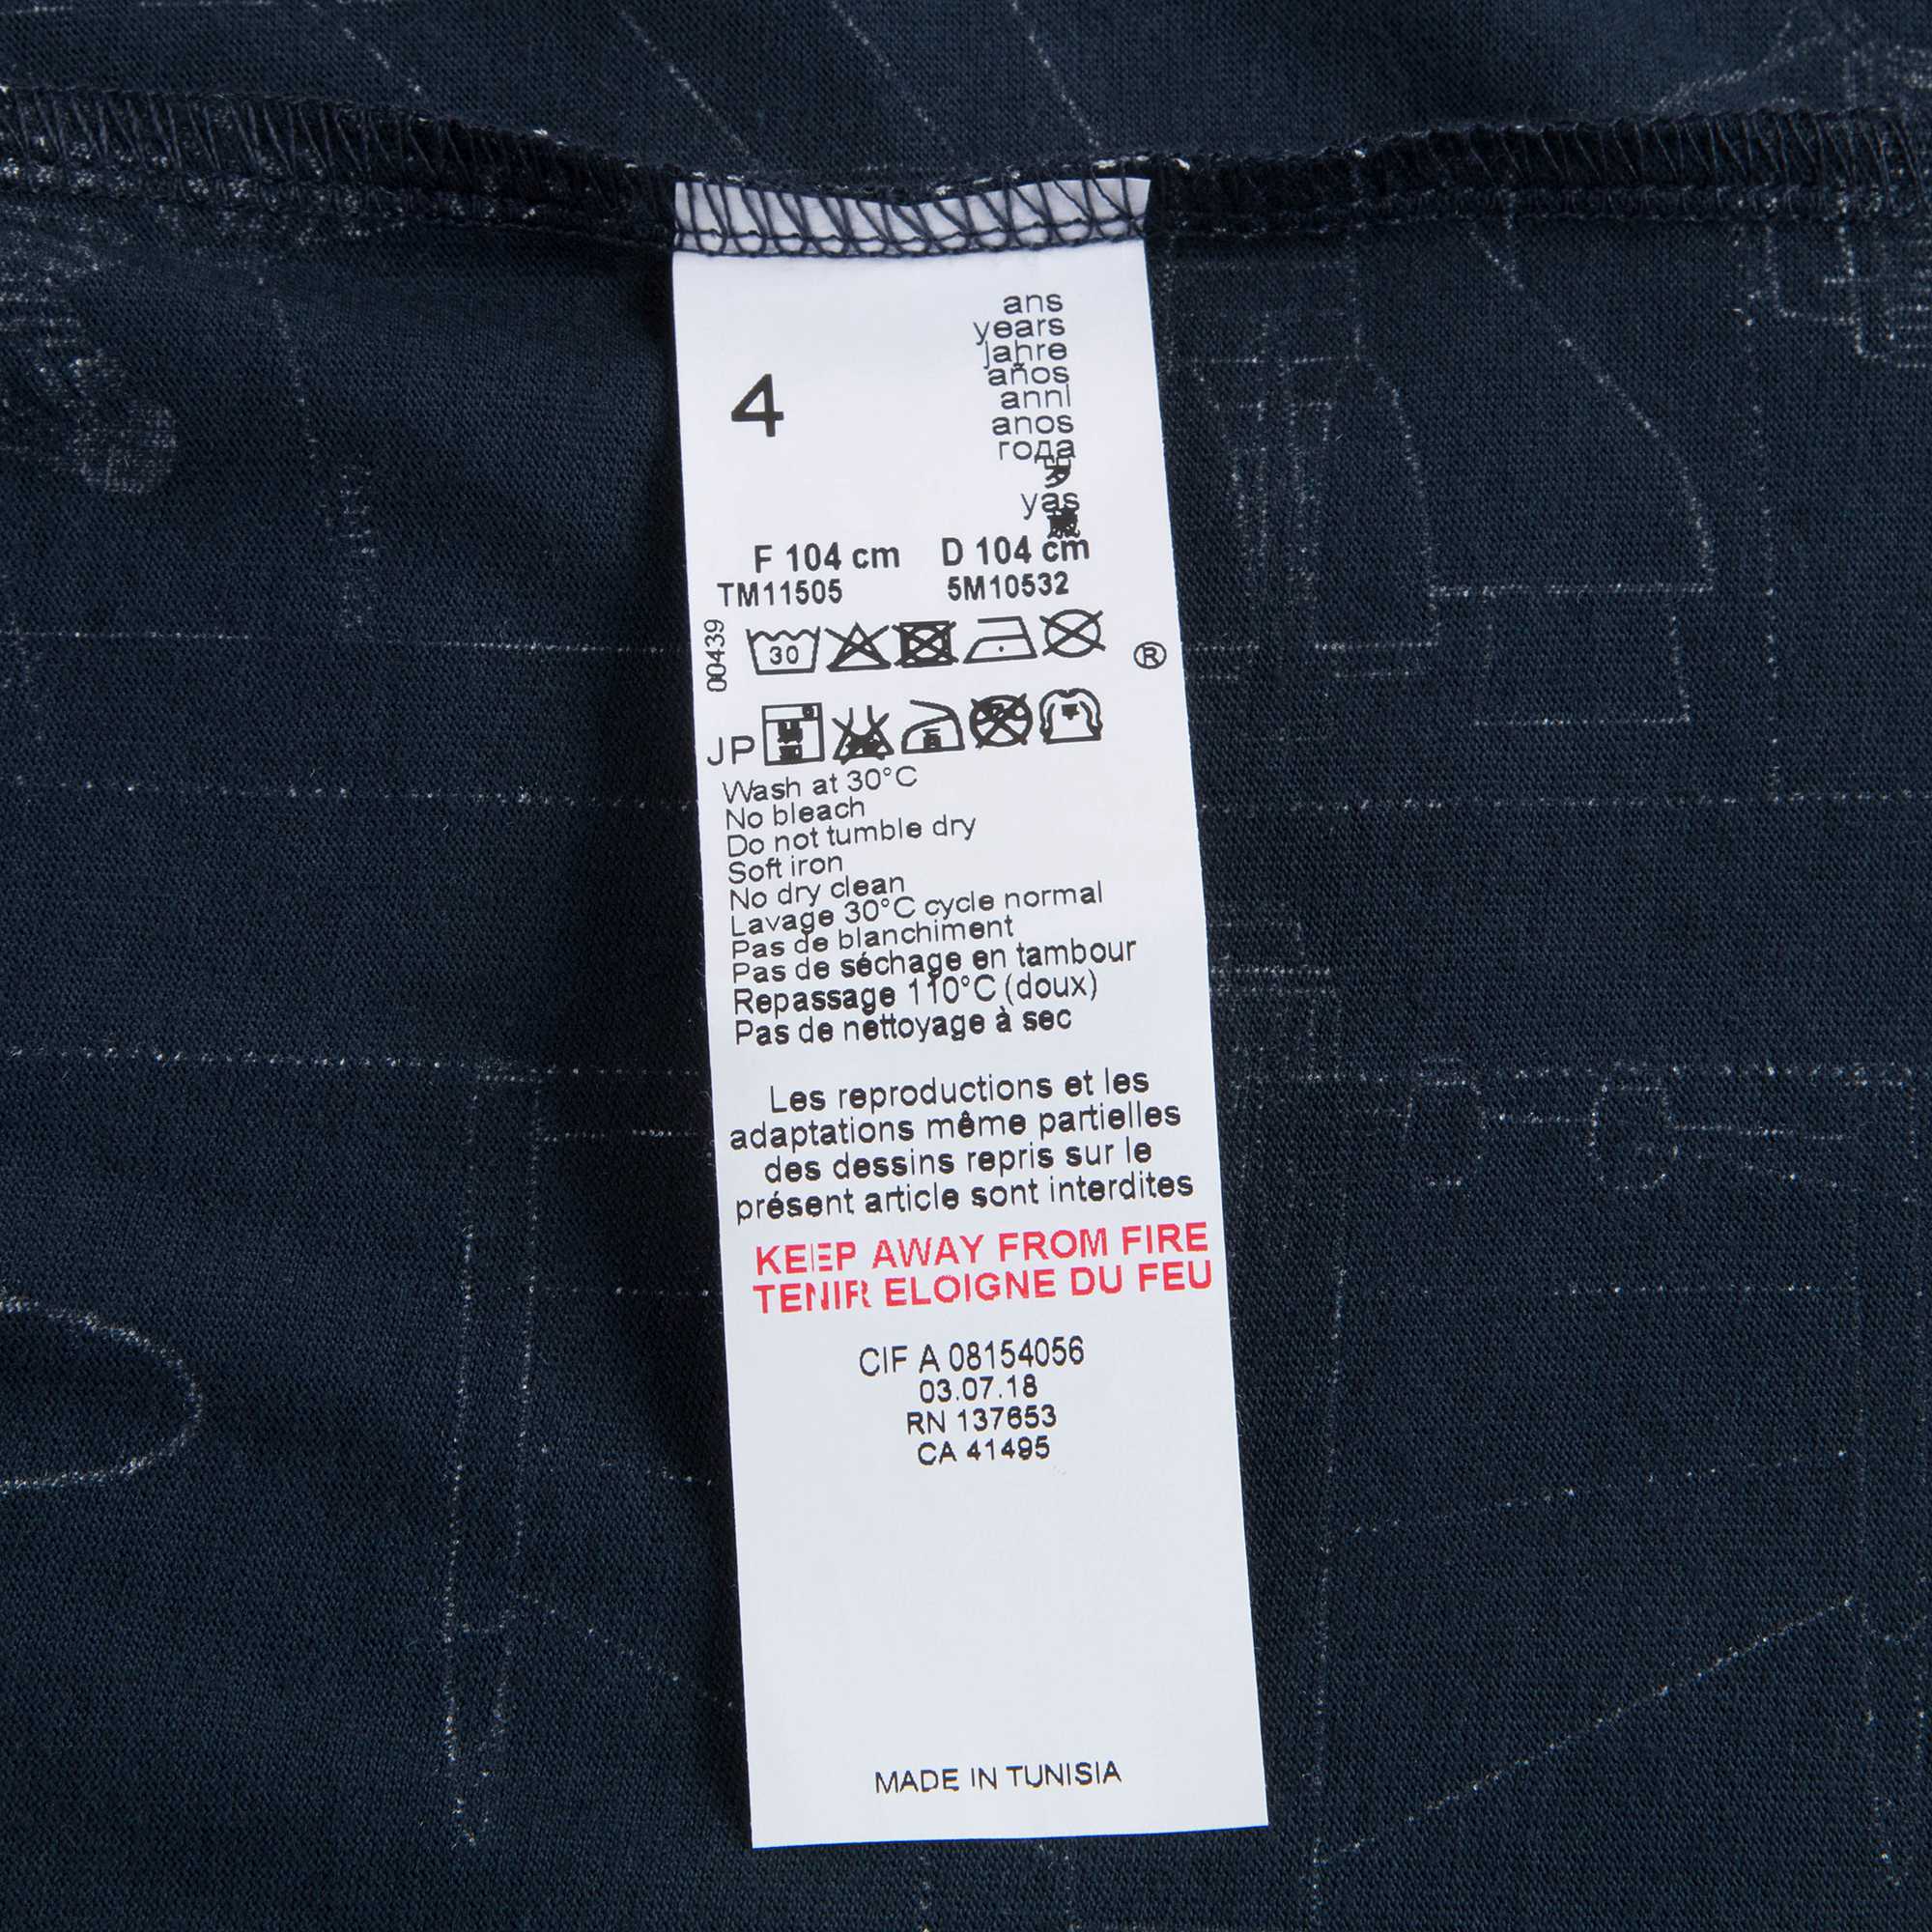 ans
years
jahre
años
anni
anos
года
岁
yas
4
F 104 cm D 104 cm
TM11505 5M10532
00439
30
®
JP
Wash at 30°C
No bleach
Do not tumble dry
Soft iron
No dry clean
Lavage 30°C cycle normal
Pas de blanchiment
Pas de séchage en tambour
Repassage 110°C (doux)
Pas de nettoyage à sec
Les reproductions et les
adaptations même partielles
des dessins repris sur le
présent article sont interdites
KEEP AWAY FROM FIRE
TENIR ELOIGNE DU FEU
CIF A 08154056
03.07.18
RN 137653
CA 41495
MADE IN TUNISIA